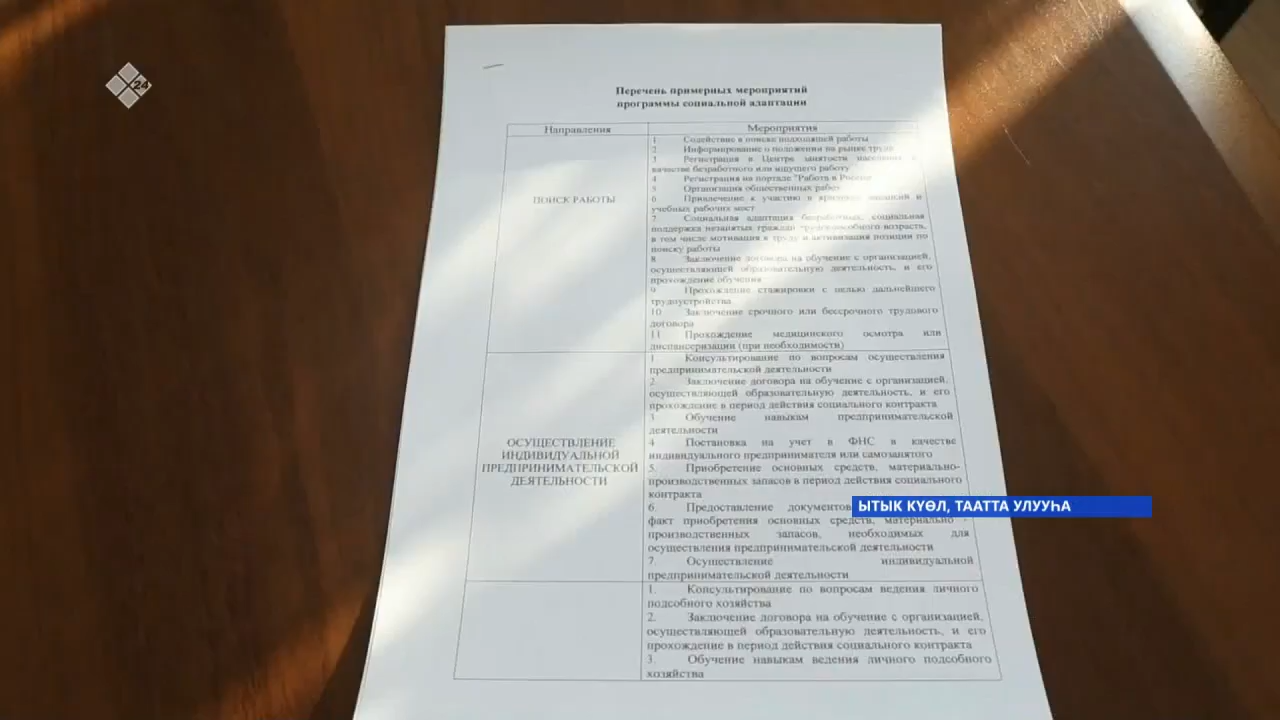 24
Перечень примерных мероприятий
программы социальной адаптации
Направления
Мероприятия
ПОИСК РАБОТЫ
1 Содействие в поиске подходящей работы
2 Информирование о положении на рынке труда
3 Регистрация в Центре занятости населения в
качестве безработного или ищущего работу
4 Регистрация на портале "Работа в России"
5 Организация общественных работ
6 Привлечение к участию в ярмарке вакансий и
учебных рабочих мест
7. Социальная адаптация безработных, социальная
поддержка незанятых граждан трудоспособного возраста,
в том числе мотивация к труду и активизация позиции по
поиску работы
8 Заключение договора на обучение с организацией,
осуществляющей образовательную деятельность, и его
прохождение обучения
9 Прохождение стажировки с целью дальнейшего
трудоустройства
10 Заключение срочного или бессрочного трудового
договора
11 Прохождение медицинского осмотра или
диспансеризации (при необходимости)
ОСУЩЕСТВЛЕНИЕ
ИНДИВИДУАЛЬНОЙ
ПРЕДПРИНИМАТЕЛЬСКОЙ
ДЕЯТЕЛЬНОСТИ
1 Консультирование по вопросам осуществления
предпринимательской деятельности
2. Заключение договора на обучение с организацией,
осуществляющей образовательную деятельность, и его
прохождение в период действия социального контракта
3 Обучение навыкам предпринимательской
деятельности
4 Постановка на учет в ФНС в качестве
индивидуального предпринимателя или самозанятого
5. Приобретение основных средств, материально-
производственных запасов в период действия социального
контракта
6. Предоставление документов
факт приобретения основных средств, материально -
производственных запасов, необходимых для
осуществления предпринимательской деятельности
7. Осуществление индивидуальной
предпринимательской деятельности
1. Консультирование по вопросам ведения личного
подсобного хозяйства
2. Заключение договора на обучение с организацией,
осуществляющей образовательную деятельность, и его
прохождение в период действия социального контракта
3. Обучение навыкам ведения личного подсобного
хозяйства
ЫТЫК КҮӨЛ, ТААТТА УЛУУҺА